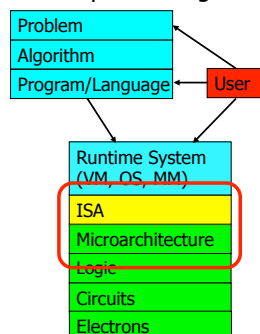 Problem
Algorithm
Program/Language
User
Runtime System
(VM, OS, MM)
ISA
Microarchitecture
Logic
Circuits
Electrons